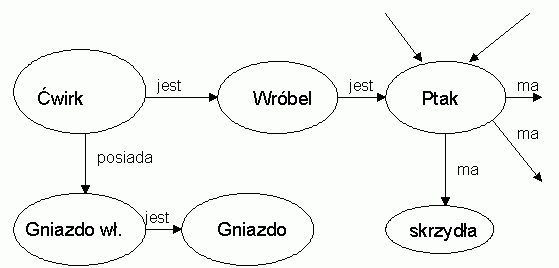 Ćwirk
jest
Wróbel
jest
Ptak
ma
ma
posiada
ma
Gniazdo wł.
jest
Gniazdo
skrzydła